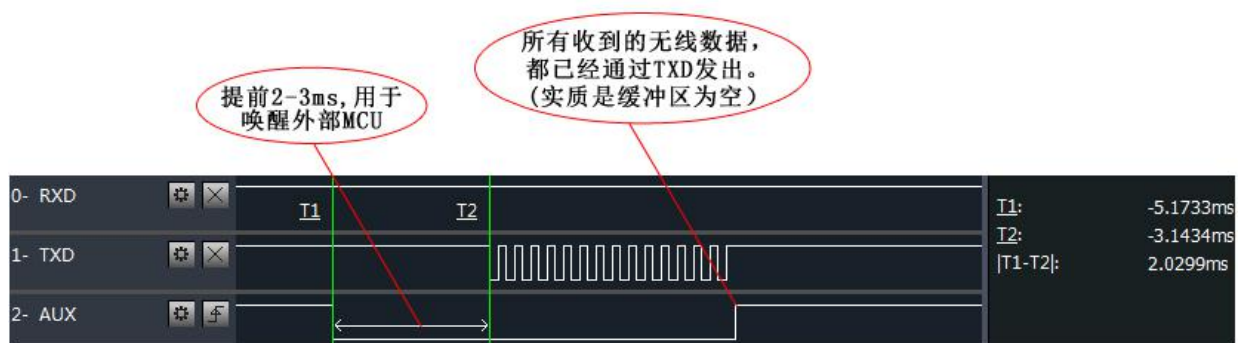 所有收到的无线数据，
都已经通过TXD发出。
(实质是缓冲区为空)
提前2-3ms,用于
唤醒外部MCU
0- RXD
T1
T2
T1: -5.1733ms
T2: -3.1434ms
1- TXD
|T1-T2|: 2.0299ms
2- AUX